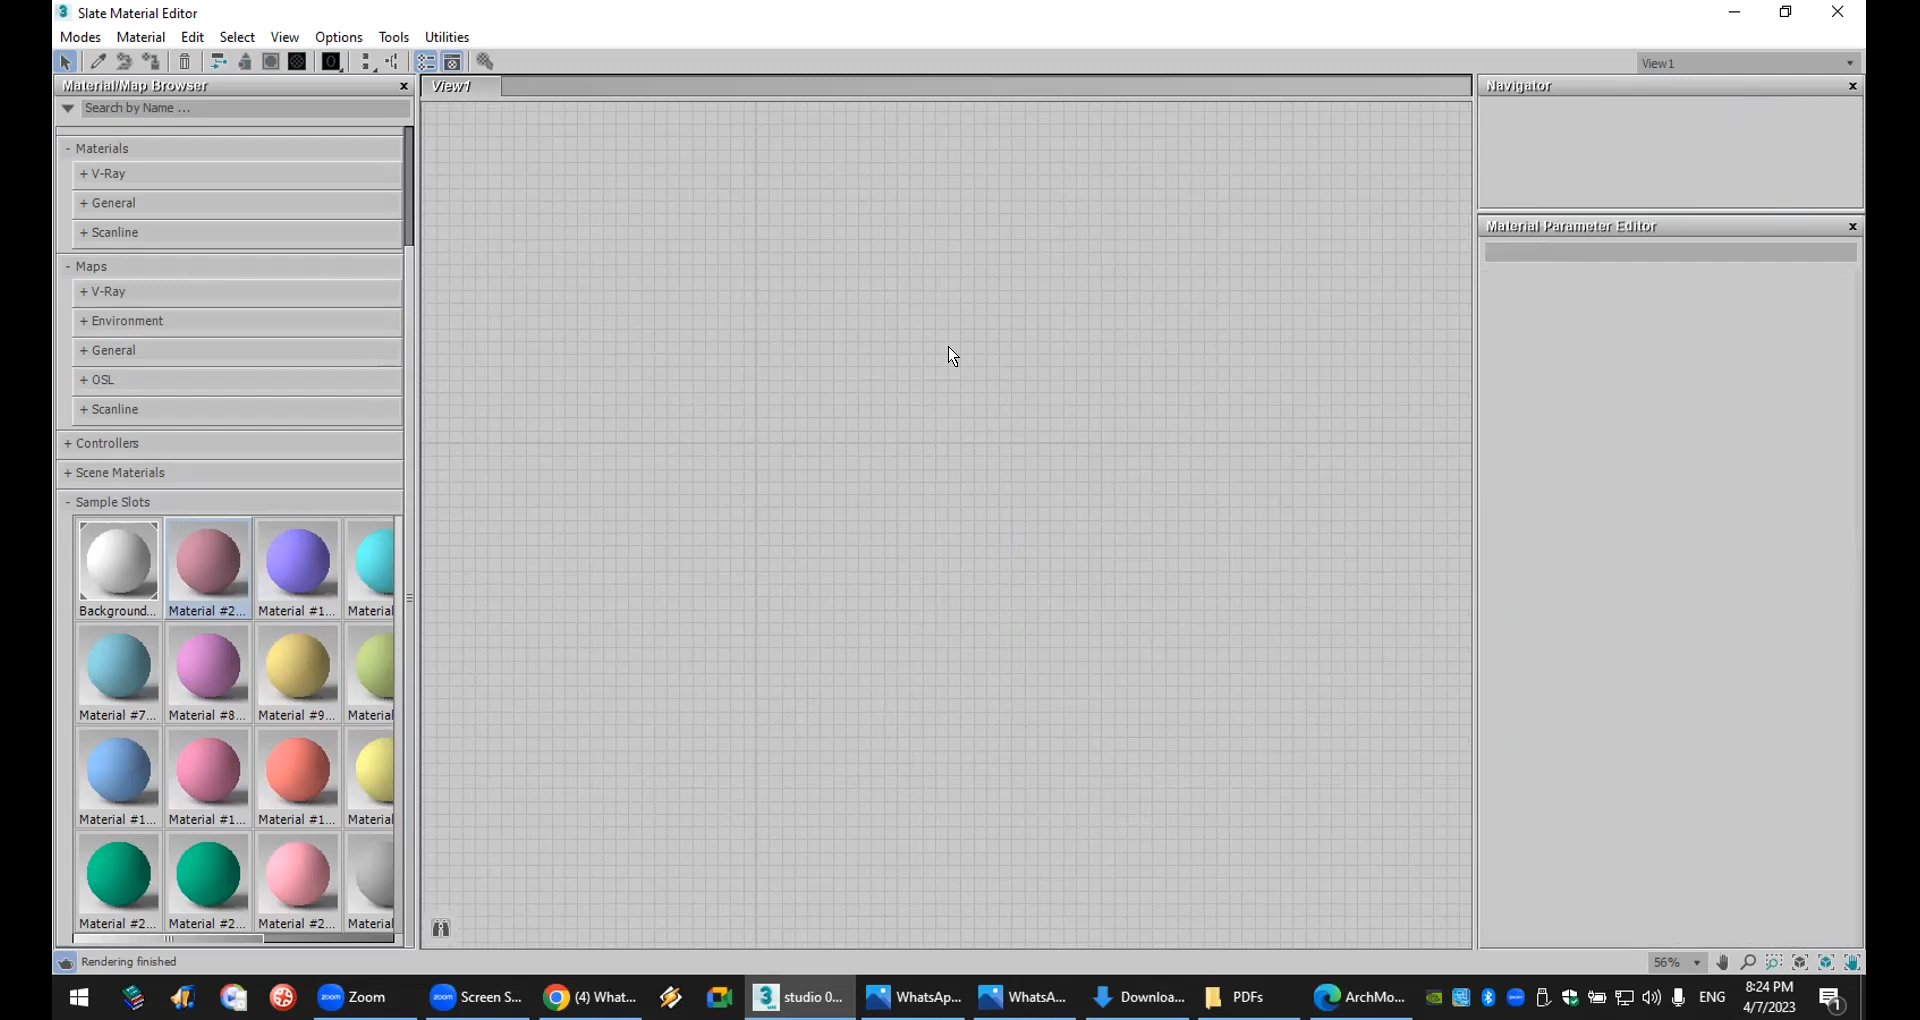 Slate Material Editor
Modes Material Edit Select View Options Tools Utilities
View1
Material/Map Browser
Search by Name ...
- Materials
+ V-Ray
+ General
+ Scanline
- Maps
+ V-Ray
+ Environment
+ General
+ OSL
+ Scanline
+ Controllers
+ Scene Materials
- Sample Slots
Background... Material #2... Material #1... Material
Material #7... Material #8... Material #9... Material
Material #1... Material #1... Material #1... Material
Material #2... Material #2... Material #2... Material
View1
Navigator
Material Parameter Editor
Rendering finished
56%
Zoom
Screen S...
(4) What...
studio 0...
WhatsAp...
WhatsA...
Downloa...
PDFs
ArchMo...
ENG
8:24 PM
4/7/2023
1